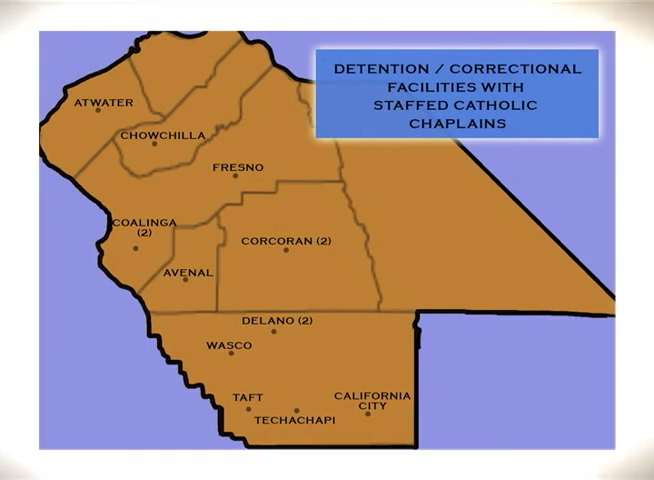 DETENTION / CORRECTIONAL
FACILITIES WITH
STAFFED CATHOLIC
CHAPLAINS
ATWATER
CHOWCHILLA
FRESNO
COALINGA
(2)
CORCORAN (2)
AVENAL
DELANO (2)
WASCO
TAFT
TECHACHAPI
CALIFORNIA
CITY